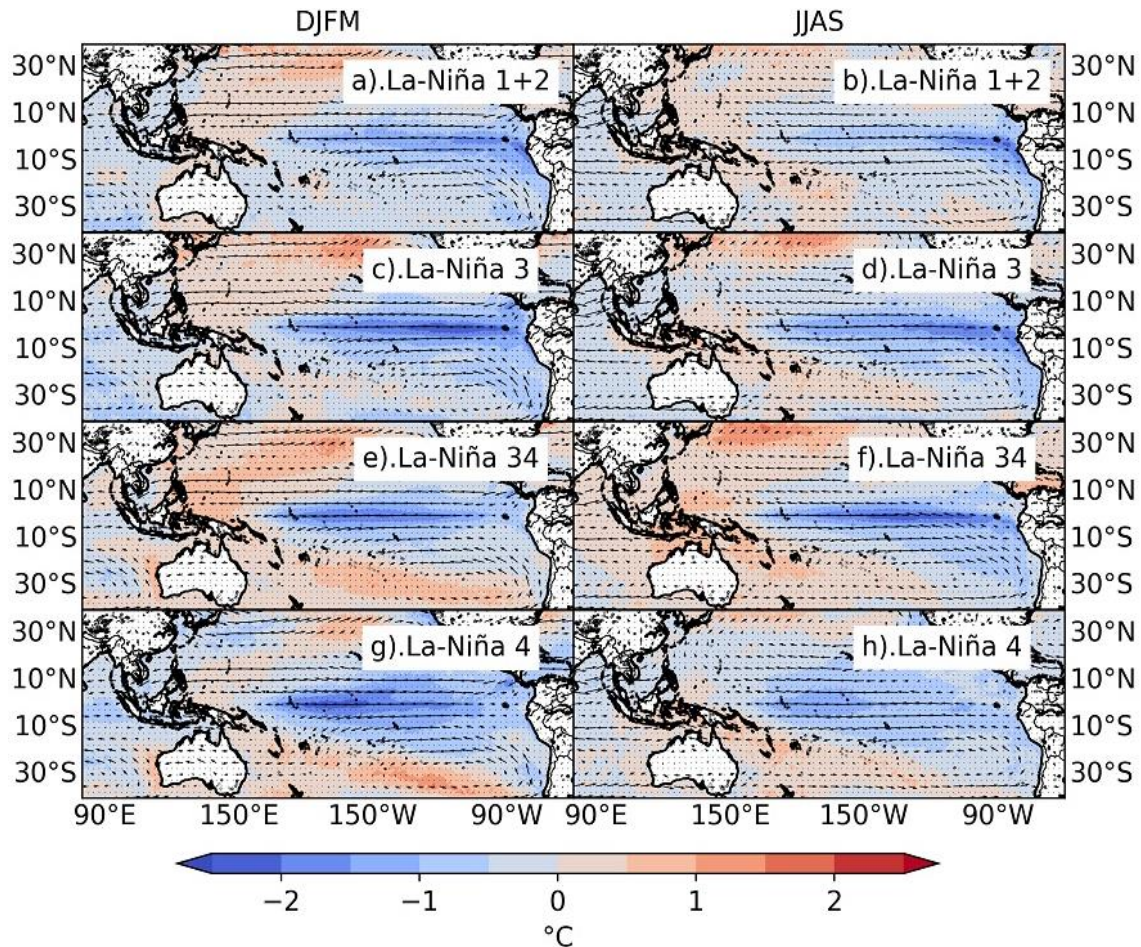 DJFM JJAS
30°N a).La-Niña 1+2 b).La-Niña 1+2 30°N
10°N 10°N
10°S 10°S
30°S 30°S
30°N c).La-Niña 3 d).La-Niña 3 30°N
10°N 10°N
10°S 10°S
30°S 30°S
30°N e).La-Niña 34 f).La-Niña 34 30°N
10°N 10°N
10°S 10°S
30°S 30°S
30°N g).La-Niña 4 h).La-Niña 4 30°N
10°N 10°N
10°S 10°S
30°S 30°S
90°E 150°E 150°W 90°W 90°E 150°E 150°W 90°W
−2 −1 0 1 2
°C